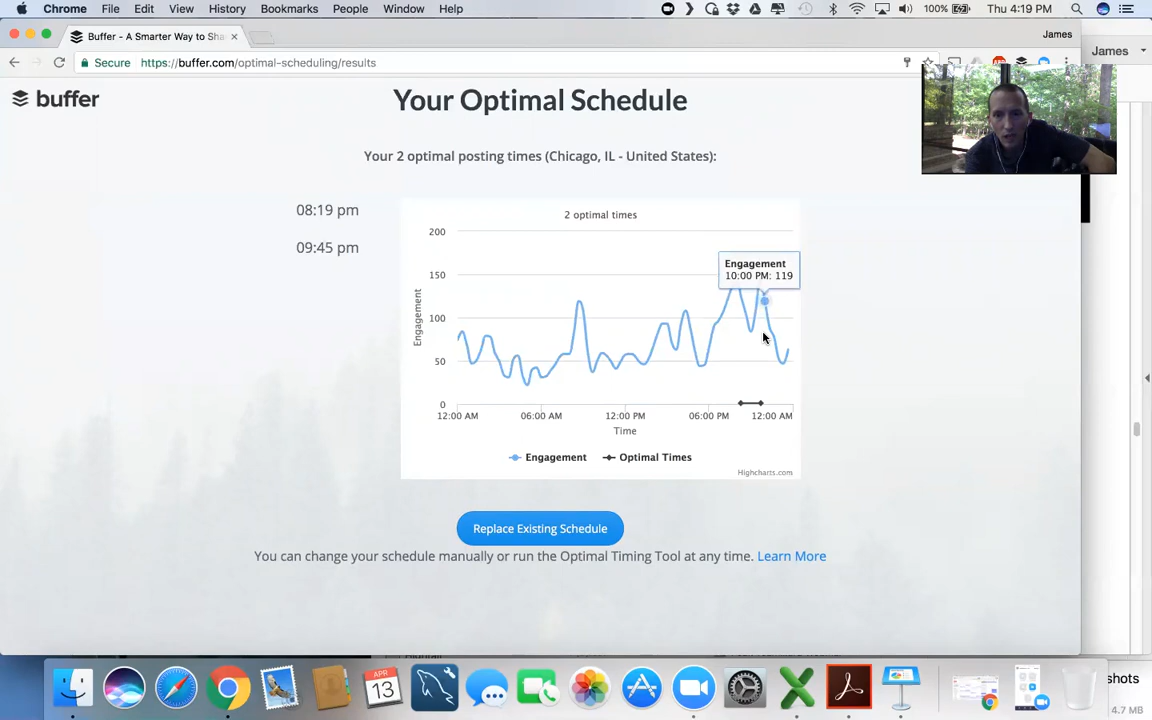 Chrome File Edit View History Bookmarks People Window Help 100% Thu 4:19 PM
Buffer - A Smarter Way to Sha × James
James
Secure https://buffer.com/optimal-scheduling/results
buffer
Your Optimal Schedule
Your 2 optimal posting times (Chicago, IL - United States):
08:19 pm
09:45 pm
2 optimal times
200
150
100
50
0
Engagement
Engagement
10:00 PM: 119
12:00 AM 06:00 AM 12:00 PM 06:00 PM 12:00 AM
Time
Engagement Optimal Times
Highcharts.com
Replace Existing Schedule
You can change your schedule manually or run the Optimal Timing Tool at any time. Learn More
APR
13
shots
4.7 MB